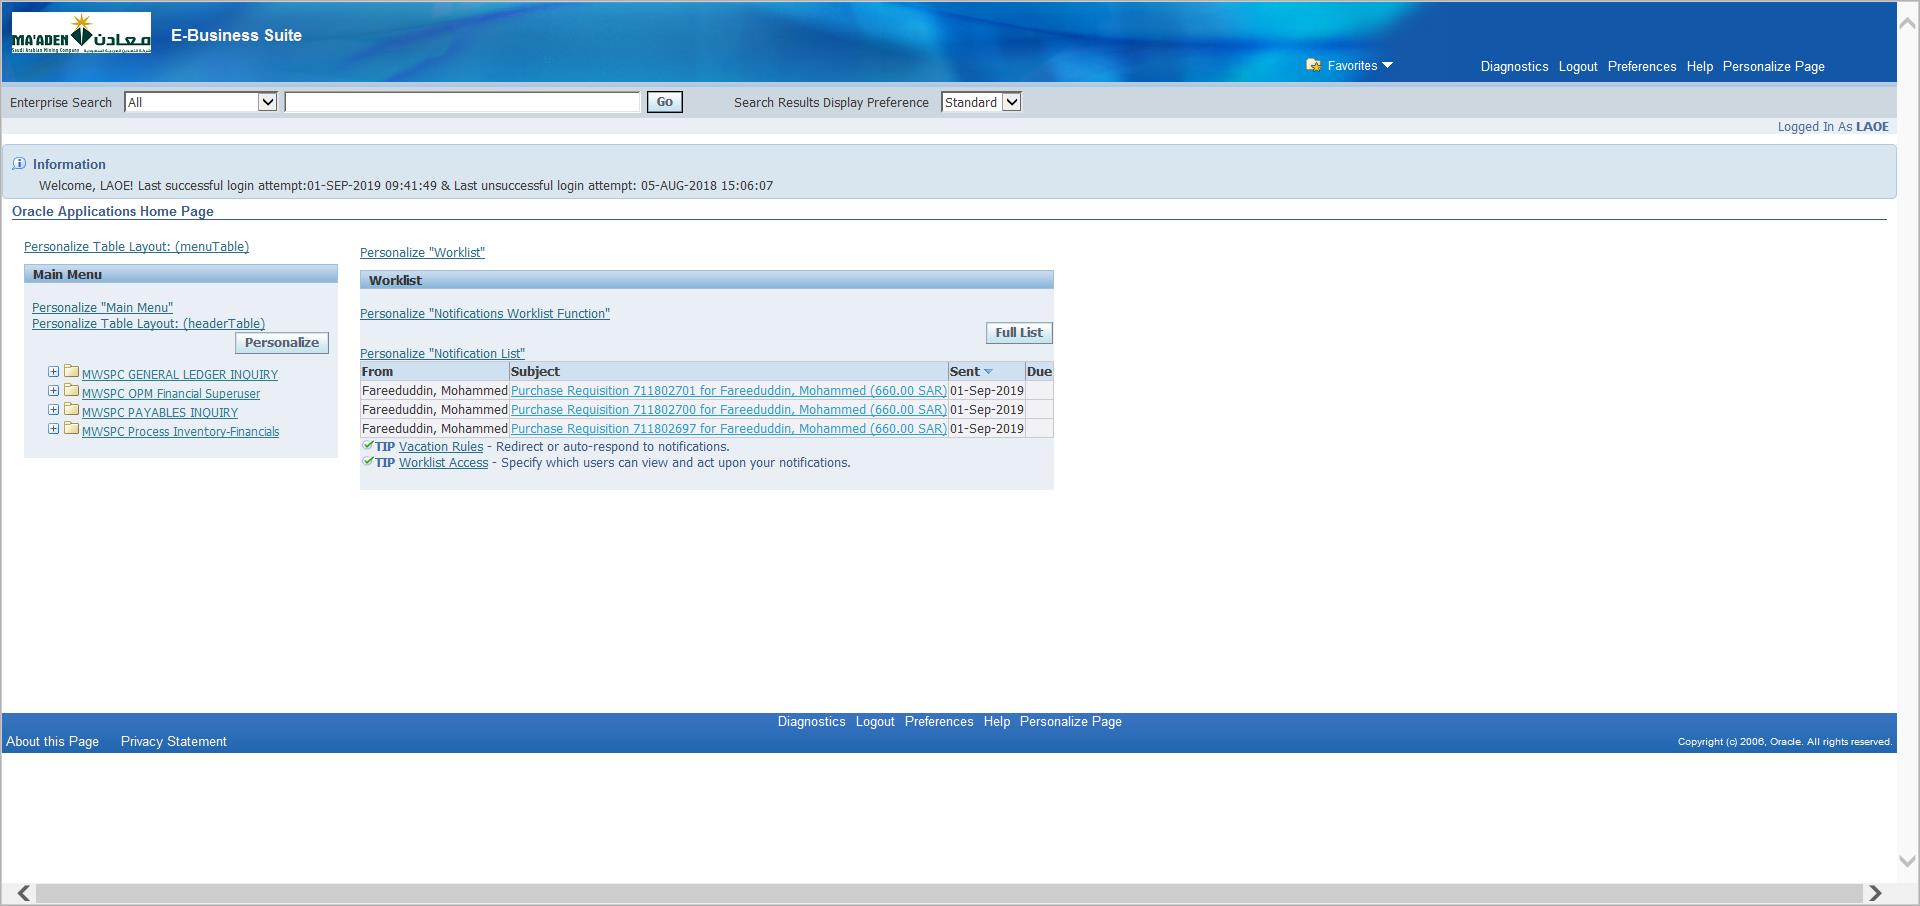 MA'ADEN معادن
Saudi Arabian Mining Company
E-Business Suite
Favorites
Diagnostics Logout Preferences Help Personalize Page
Enterprise Search All Go Search Results Display Preference Standard
Logged In As LAOE
Information
Welcome, LAOE! Last successful login attempt:01-SEP-2019 09:41:49 & Last unsuccessful login attempt: 05-AUG-2018 15:06:07
Oracle Applications Home Page
Personalize Table Layout: (menuTable)
Main Menu
Personalize "Main Menu"
Personalize Table Layout: (headerTable)
Personalize
MWSPC GENERAL LEDGER INQUIRY
MWSPC OPM Financial Superuser
MWSPC PAYABLES INQUIRY
MWSPC Process Inventory-Financials
Personalize "Worklist"
Worklist
Personalize "Notifications Worklist Function"
Full List
Personalize "Notification List"
From Subject Sent Due
Fareeduddin, Mohammed Purchase Requisition 711802701 for Fareeduddin, Mohammed (660.00 SAR) 01-Sep-2019
Fareeduddin, Mohammed Purchase Requisition 711802700 for Fareeduddin, Mohammed (660.00 SAR) 01-Sep-2019
Fareeduddin, Mohammed Purchase Requisition 711802697 for Fareeduddin, Mohammed (660.00 SAR) 01-Sep-2019
TIP Vacation Rules - Redirect or auto-respond to notifications.
TIP Worklist Access - Specify which users can view and act upon your notifications.
Diagnostics Logout Preferences Help Personalize Page
About this Page Privacy Statement
Copyright (c) 2006, Oracle. All rights reserved.